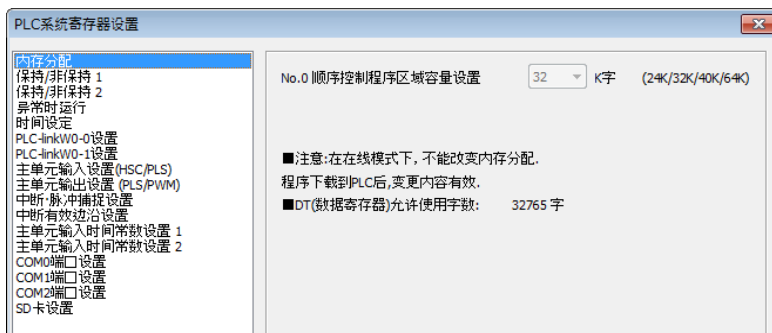 PLC系统寄存器设置
内存分配
保持/非保持 1
保持/非保持 2
异常时运行
时间设定
PLC-linkW0-0设置
PLC-linkW0-1设置
主单元输入设置(HSC/PLS)
主单元输出设置 (PLS/PWM)
中断·脉冲捕捉设置
中断有效边沿设置
主单元输入时间常数设置 1
主单元输入时间常数设置 2
COM0端口设置
COM1端口设置
COM2端口设置
SD卡设置
No.0 顺序控制程序区域容量设置 32 K字 (24K/32K/40K/64K)
■注意:在在线模式下, 不能改变内存分配.
程序下载到PLC后,变更内容有效.
■DT(数据寄存器)允许使用字数: 32765 字